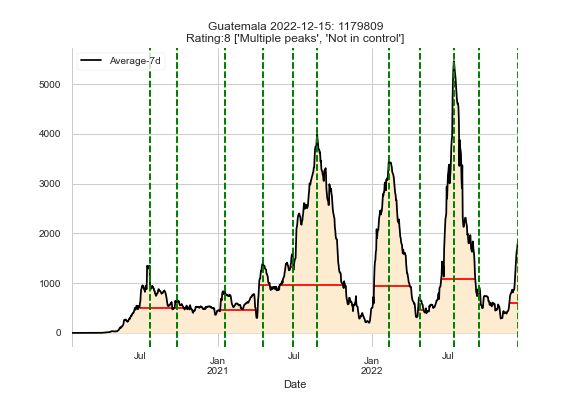 Guatemala 2022-12-15: 1179809
Rating:8 ['Multiple peaks', 'Not in control']
Average-7d
5000
4000
3000
2000
1000
0
Jul
Jan
2021
Jul
Jan
2022
Jul
Date